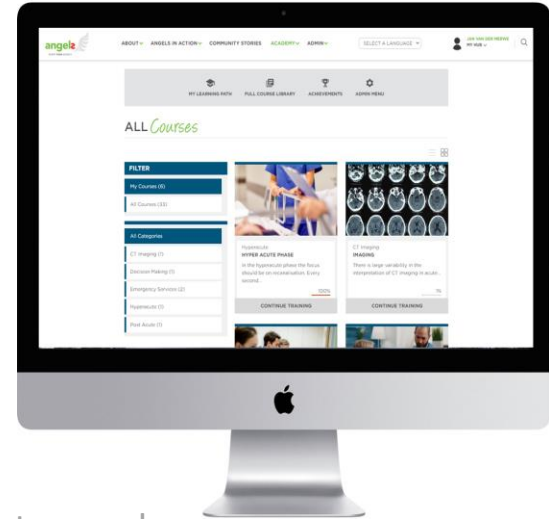 angels
ABOUT
ANGELS IN ACTION
COMMUNITY STORIES
ACADEMY
ADMIN
SELECT A LANGUAGE
MY HUB
MY LEARNING PATH
FULL COURSE LIBRARY
ACHIEVEMENTS
ADMIN MENU
ALL Courses
FILTER
My Courses (6)
All Courses (33)
All Categories
CT Imaging (1)
Decision Making (1)
Emergency Services (2)
Hyperacute (1)
Post Acute (1)
Hyperacute
HYPER ACUTE PHASE
In the hyperacute phase the focus
should be on recanalisation. Every
second
100%
CONTINUE TRAINING
CT Imaging
IMAGING
There is large variability in the
interpretation of CT imaging in acute
CONTINUE TRAINING